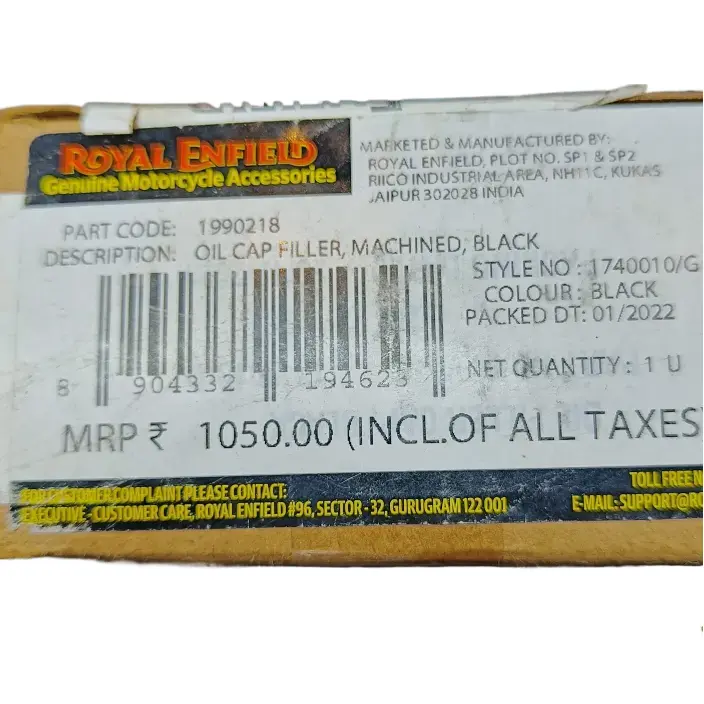 ROYAL ENFIELD
Genuine Motorcycle Accessories
MARKETED & MANUFACTURED BY:
ROYAL ENFIELD, PLOT NO. SP1 & SP2
RIICO INDUSTRIAL AREA, NH11C, KUKAS
JAIPUR 302028 INDIA
PART CODE: 1990218
DESCRIPTION: OIL CAP FILLER, MACHINED, BLACK
STYLE NO : 1740010/G
COLOUR : BLACK
PACKED DT: 01/2022
NET QUANTITY : 1 U
8 904332 194623
MRP ₹ 1050.00 (INCL.OF ALL TAXES)
FOR CUSTOMER COMPLAINT PLEASE CONTACT:
EXECUTIVE - CUSTOMER CARE, ROYAL ENFIELD #96, SECTOR - 32, GURUGRAM 122 001
TOLL FREE N
E-MAIL: SUPPORT@RO